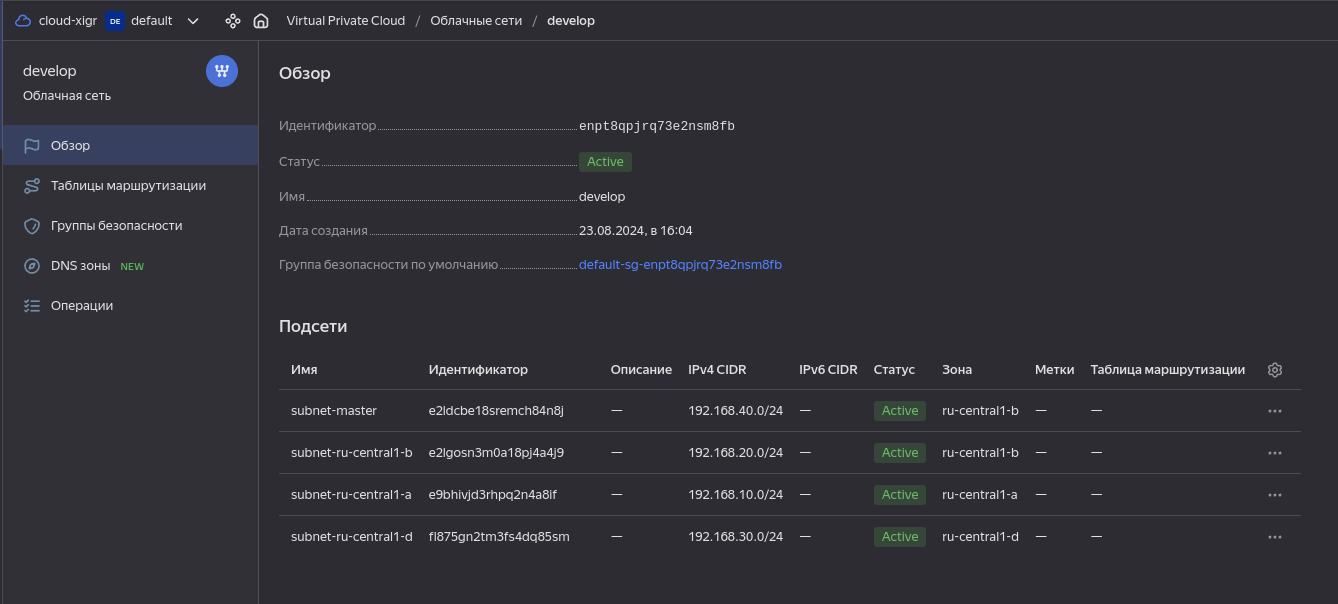 cloud-xigr DE default Virtual Private Cloud / Облачные сети / develop
develop
Облачная сеть
Обзор
Таблицы маршрутизации
Группы безопасности
DNS зоны NEW
Операции
Обзор
Идентификатор enpt8qpjrq73e2nsm8fb
Статус Active
Имя develop
Дата создания 23.08.2024, в 16:04
Группа безопасности по умолчанию default-sg-enpt8qpjrq73e2nsm8fb
Подсети
Имя Идентификатор Описание IPv4 CIDR IPv6 CIDR Статус Зона Метки Таблица маршрутизации
subnet-master e2ldcbe18sremch84n8j — 192.168.40.0/24 — Active ru-central1-b — —
subnet-ru-central1-b e2lgosn3m0a18pj4a4j9 — 192.168.20.0/24 — Active ru-central1-b — —
subnet-ru-central1-a e9bhivjd3rhpq2n4a8if — 192.168.10.0/24 — Active ru-central1-a — —
subnet-ru-central1-d fl875gn2tm3fs4dq85sm — 192.168.30.0/24 — Active ru-central1-d — —